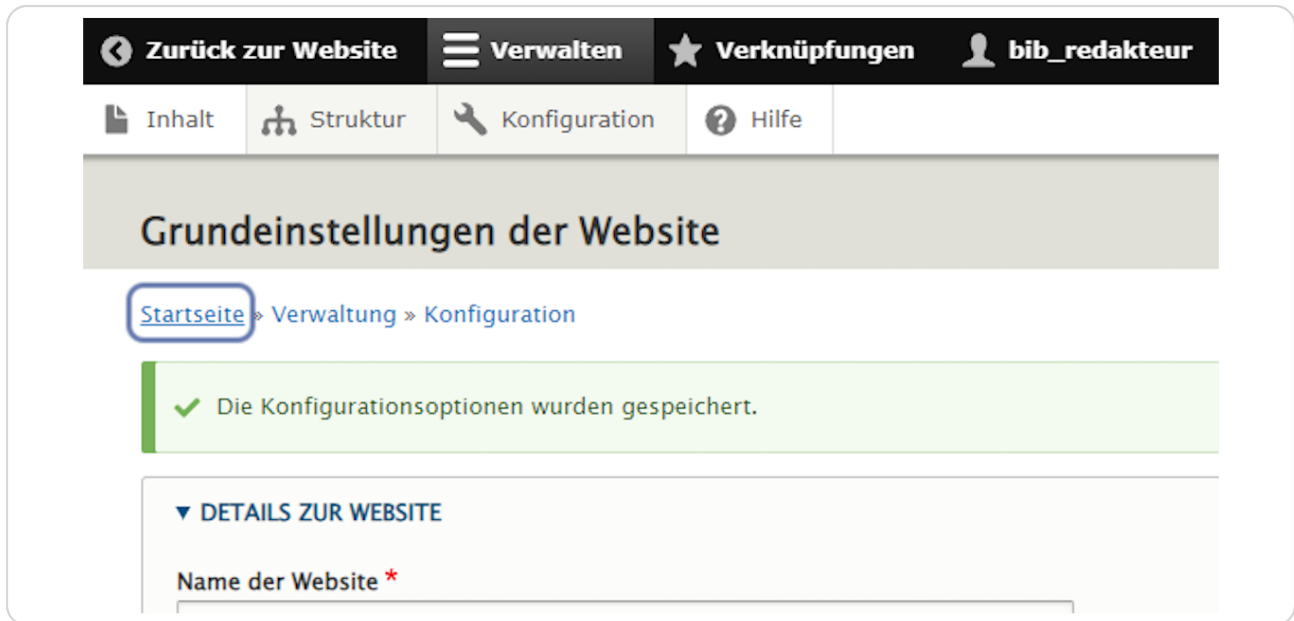 Zurück zur Website Verwalten Verknüpfungen bib_redakteur
Inhalt Struktur Konfiguration Hilfe
Grundeinstellungen der Website
Startseite » Verwaltung » Konfiguration
Die Konfigurationsoptionen wurden gespeichert.
▼ DETAILS ZUR WEBSITE
Name der Website *